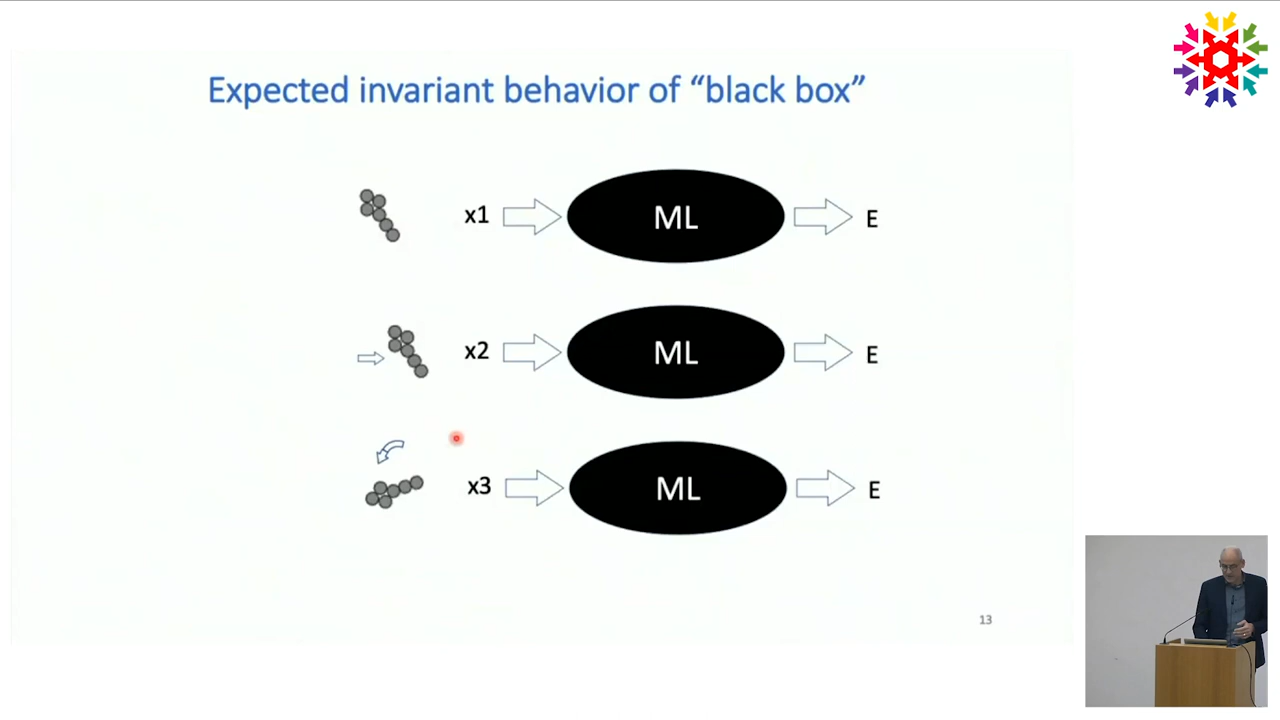 Expected invariant behavior of “black box”
x1 ML E
x2 ML E
x3 ML E
13